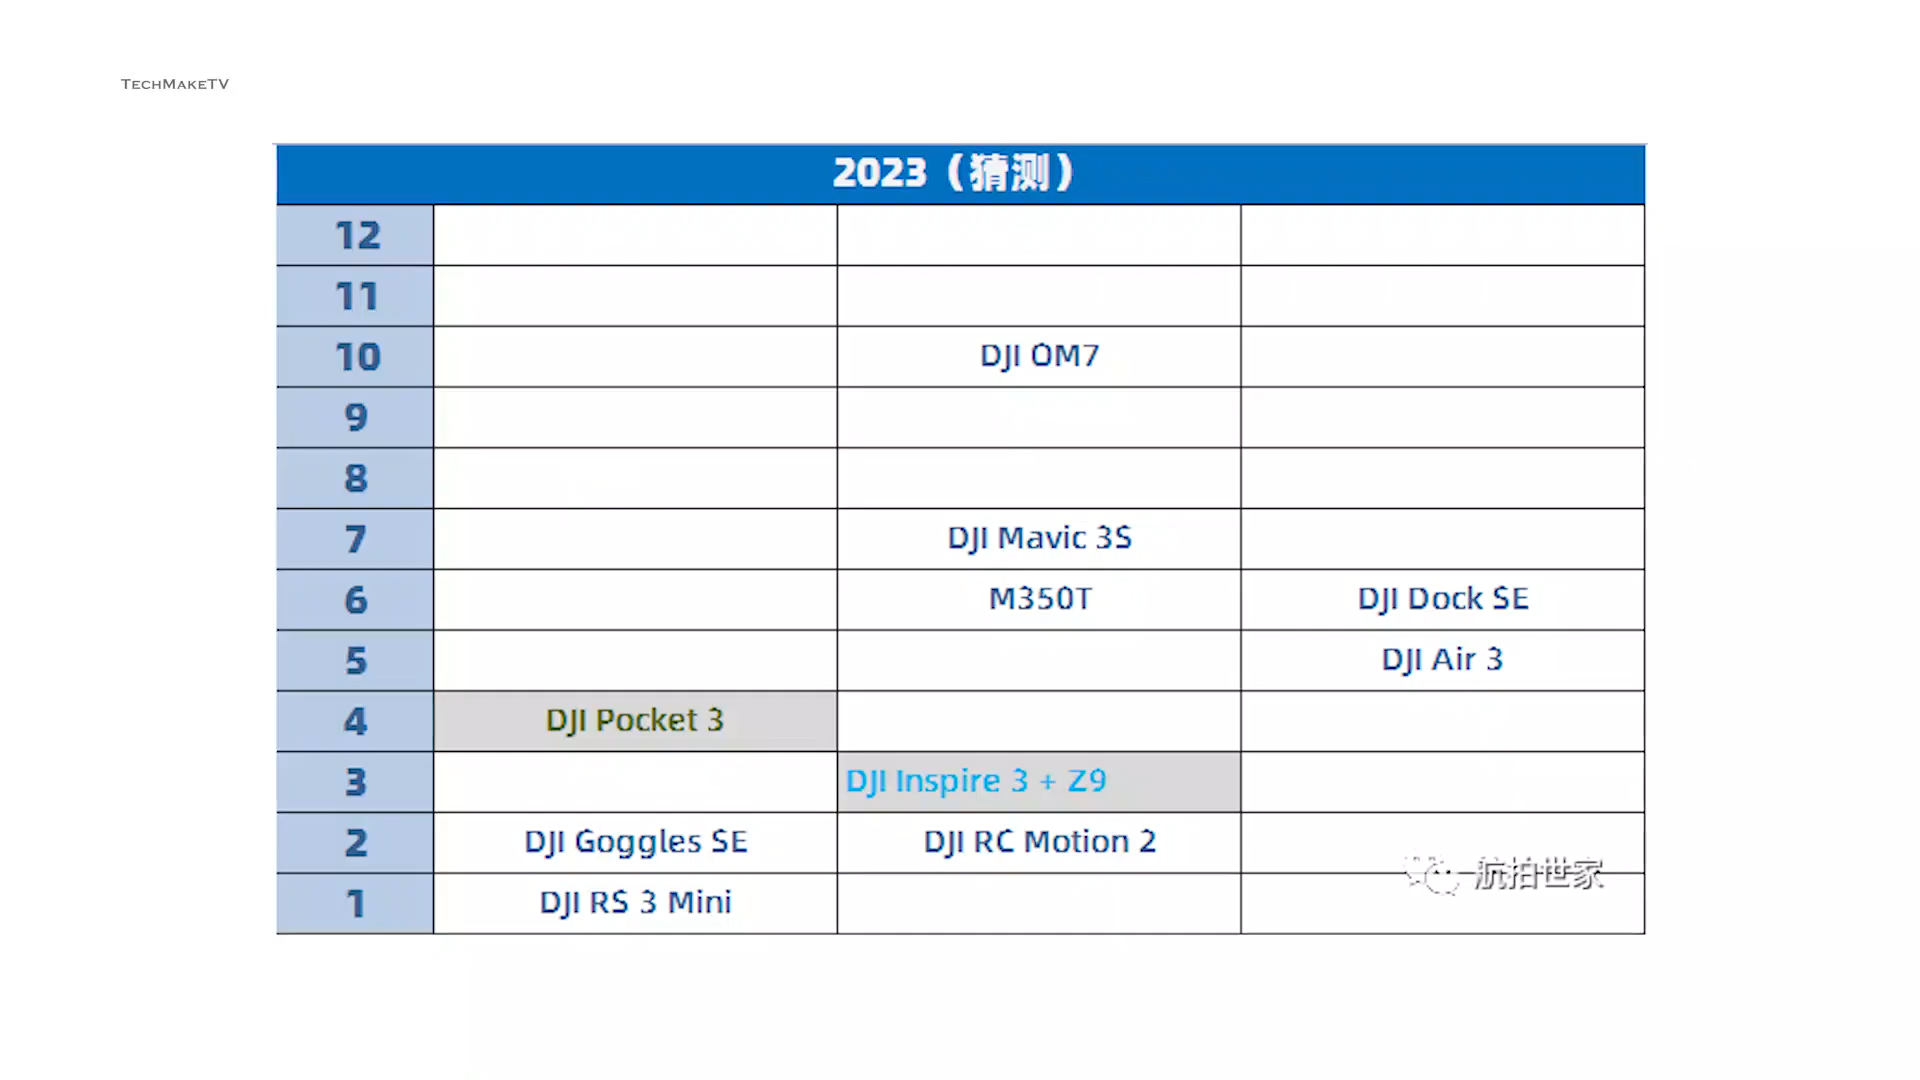 TECHMAKETV
2023（猜测）
12
11
10 DJI OM7
9
8
7 DJI Mavic 3S
6 M350T DJI Dock SE
5 DJI Air 3
4 DJI Pocket 3
3 DJI Inspire 3 + Z9
2 DJI Goggles SE DJI RC Motion 2
航拍世家
1 DJI RS 3 Mini